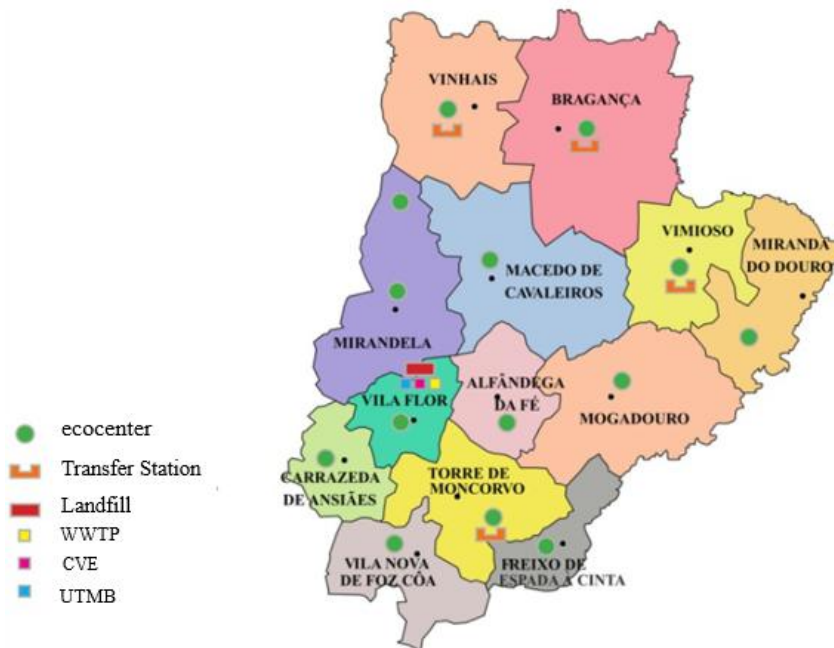 VINHAIS
BRAGANÇA
VIMIOSO
MIRANDA
DO DOURO
MACEDO DE
CAVALEIROS
MIRANDELA
ALFÂNDEGA
DA FÉ
VILA FLOR
MOGADOURO
CARRAZEDA
DE ANSIÃES
TORRE DE
MONCORVO
VILA NOVA
DE FOZ CÔA
FREIXO DE
ESPADA A CINTA
ecocenter
Transfer Station
Landfill
WWTP
CVE
UTMB